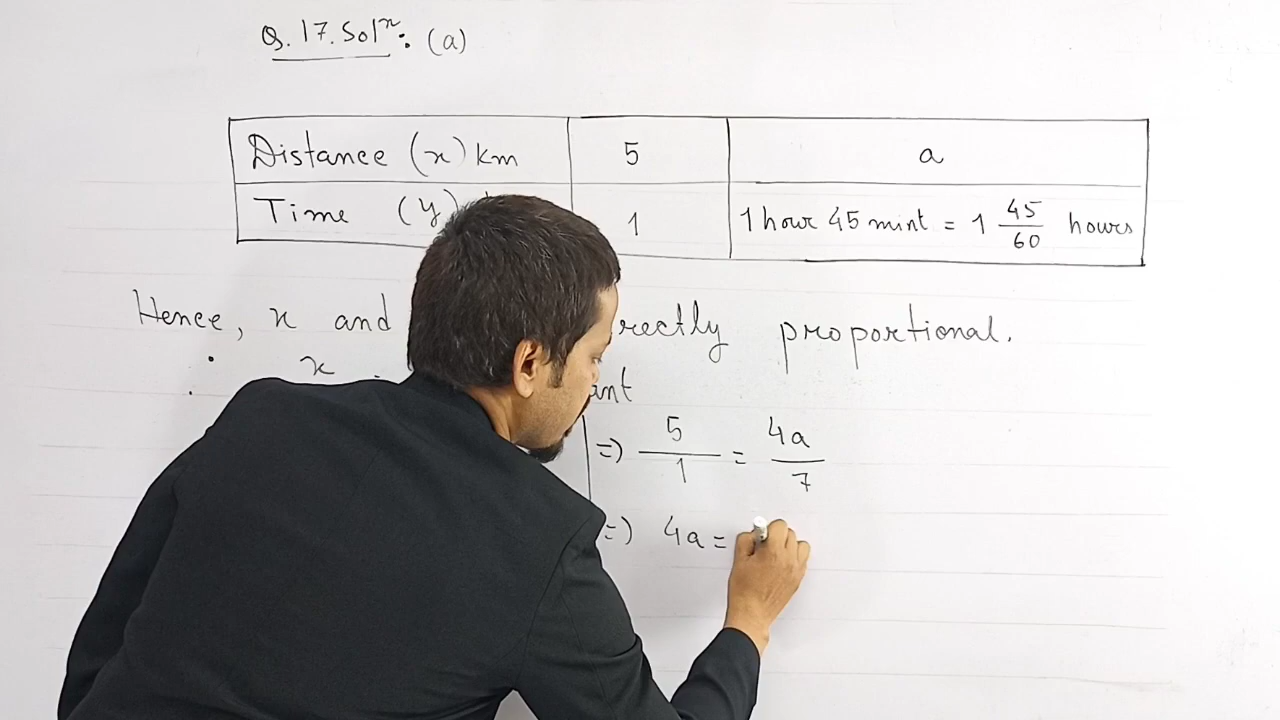 Q. 17. Solⁿ: (a)
Distance (x) km 5 a
Time (y) 1 1 hour 45 mint = 1 45/60 hours
Hence, x and rectly proportional.
x ant
=) 5/1 = 4a/7
=) 4a =